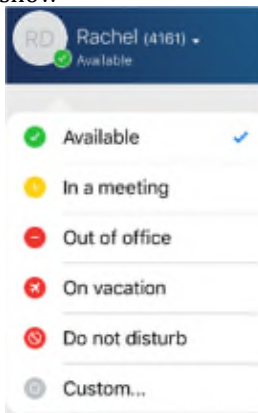 RD
Rachel (4161)
Available
Available
In a meeting
Out of office
On vacation
Do not disturb
Custom...